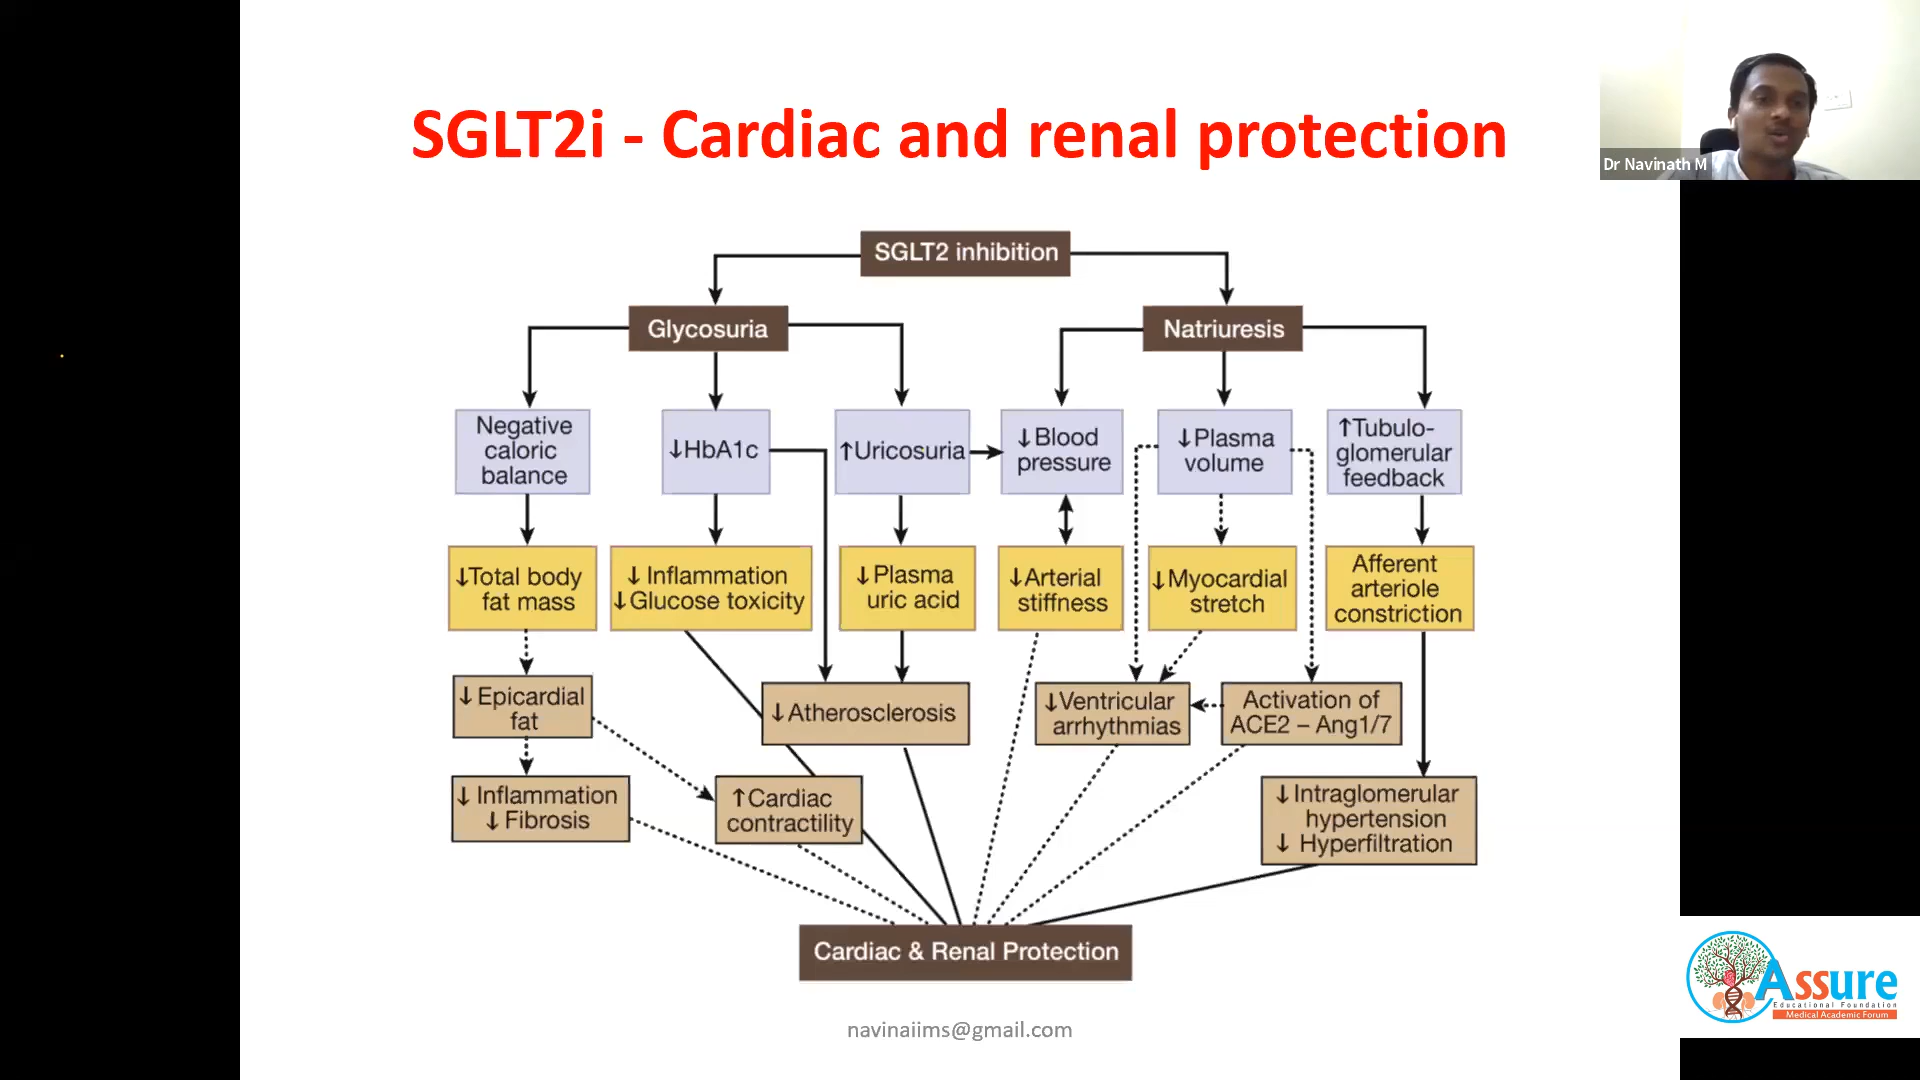 SGLT2i - Cardiac and renal protection
Dr Navinath M
SGLT2 inhibition
Glycosuria
Natriuresis
Negative
caloric
balance
↓HbA1c
↑Uricosuria
↓Blood
pressure
↓Plasma
volume
↑Tubulo-
glomerular
feedback
↓Total body
fat mass
↓ Inflammation
↓Glucose toxicity
↓Plasma
uric acid
↓Arterial
stiffness
↓Myocardial
stretch
Afferent
arteriole
constriction
↓ Epicardial
fat
↓Atherosclerosis
↓Ventricular
arrhythmias
Activation of
ACE2 – Ang1/7
↓ Inflammation
↓ Fibrosis
↑Cardiac
contractility
↓Intraglomerular
hypertension
↓ Hyperfiltration
Cardiac & Renal Protection
navinaiims@gmail.com
Assure
Educational Foundation
Medical Academic Forum